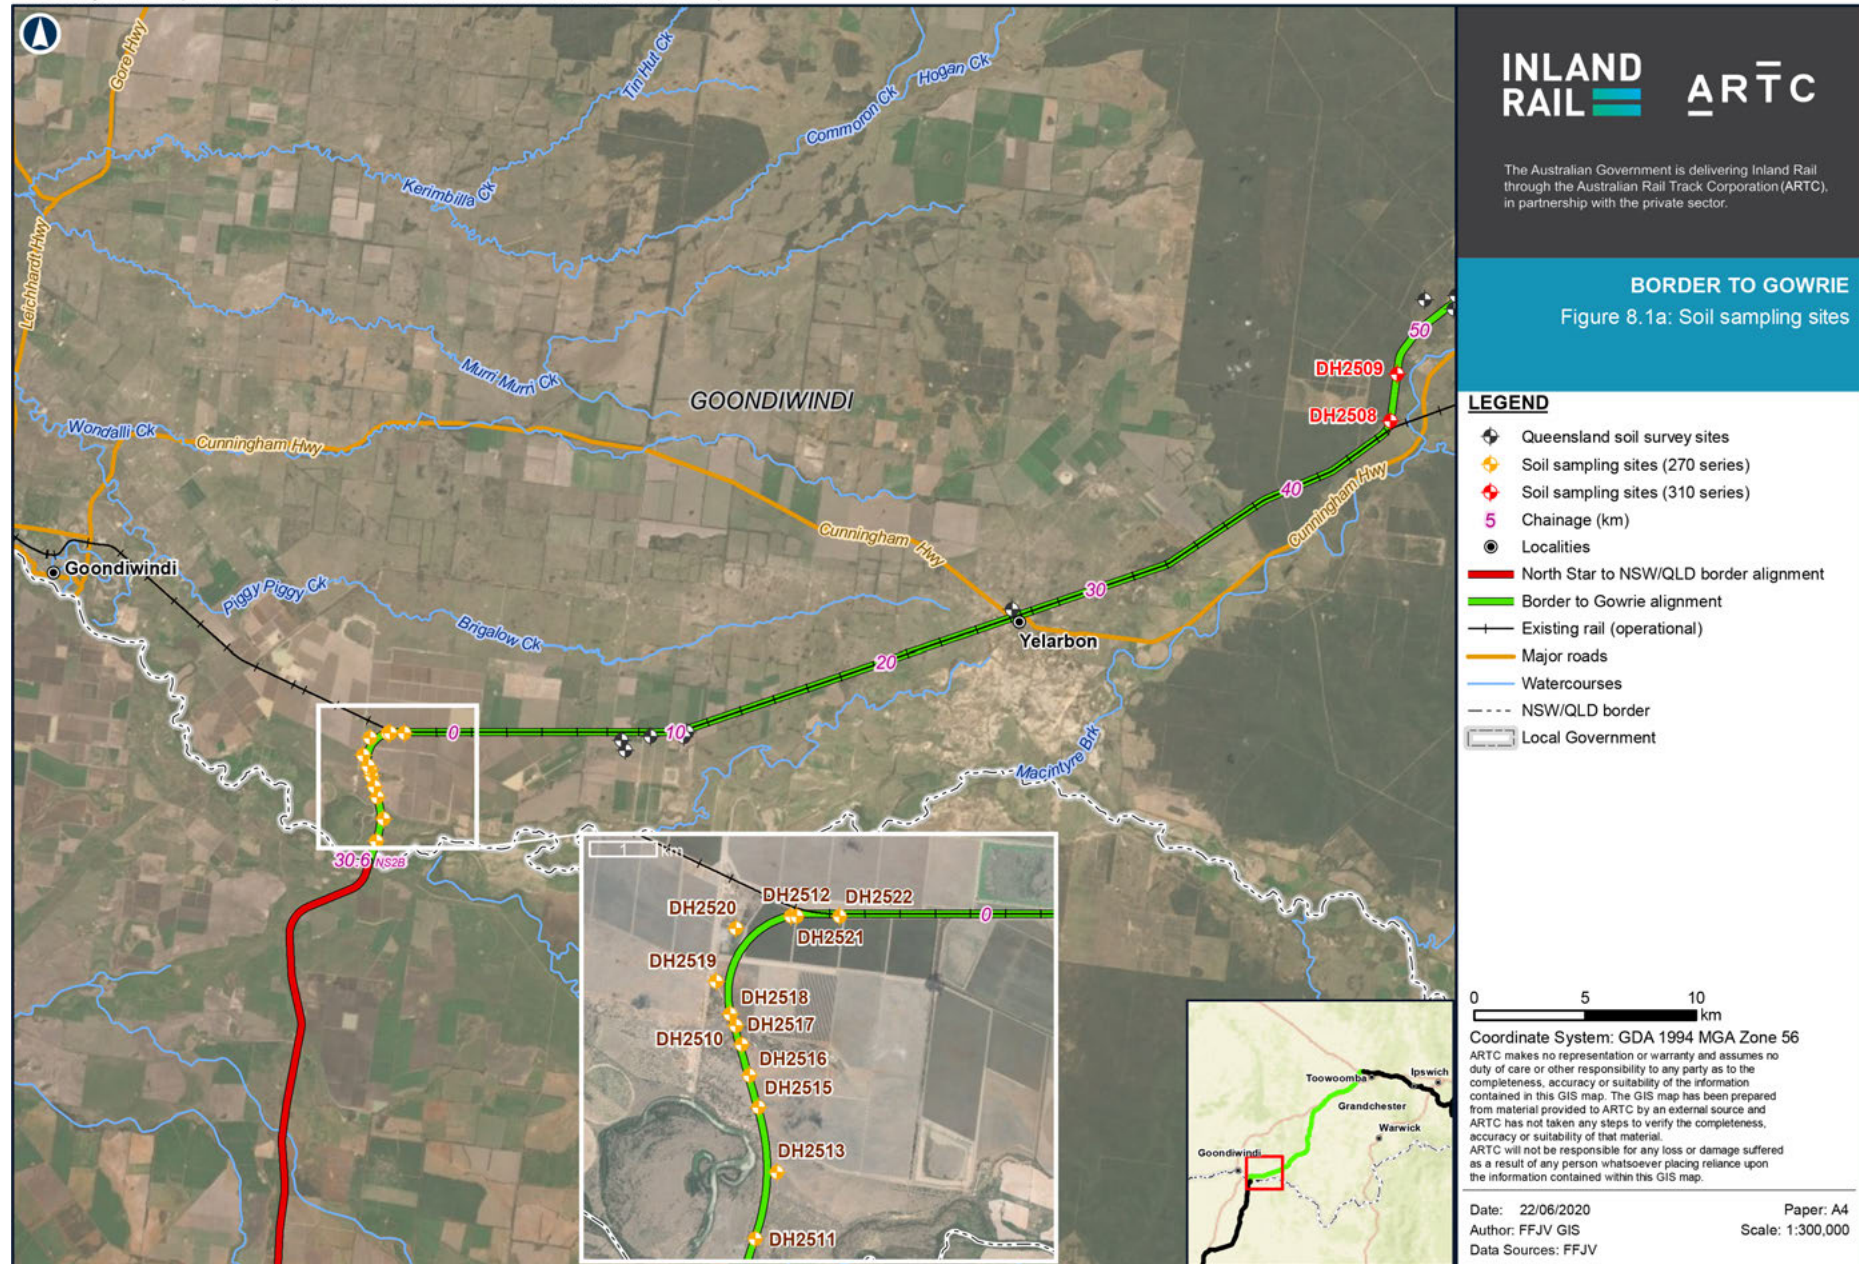 Gore Hwy
Tin Hut Ck
Hogan Ck
Commoron Ck
Kerimbilla Ck
Leichhardt Hwy
Murri Murri Ck
GOONDIWINDI
Wondalli Ck
Cunningham Hwy
Cunningham Hwy
Cunningham Hwy
Goondiwindi
Piggy Piggy Ck
Brigalow Ck
Yelarbon
Macintyre Brk
DH2509
DH2508
50
40
30
20
10
0
30.6 NS2B
1 km
DH2512
DH2522
DH2520
DH2521
0
DH2519
DH2518
DH2517
DH2510
DH2516
DH2515
DH2513
DH2511
Toowoomba
Ipswich
Grandchester
Warwick
Goondiwindi
INLAND
RAIL
ARTC
The Australian Government is delivering Inland Rail
through the Australian Rail Track Corporation (ARTC),
in partnership with the private sector.
BORDER TO GOWRIE
Figure 8.1a: Soil sampling sites
LEGEND
Queensland soil survey sites
Soil sampling sites (270 series)
Soil sampling sites (310 series)
5 Chainage (km)
Localities
North Star to NSW/QLD border alignment
Border to Gowrie alignment
Existing rail (operational)
Major roads
Watercourses
NSW/QLD border
Local Government
0 5 10
km
Coordinate System: GDA 1994 MGA Zone 56
ARTC makes no representation or warranty and assumes no
duty of care or other responsibility to any party as to the
completeness, accuracy or suitability of the information
contained in this GIS map. The GIS map has been prepared
from material provided to ARTC by an external source and
ARTC has not taken any steps to verify the completeness,
accuracy or suitability of that material.
ARTC will not be responsible for any loss or damage suffered
as a result of any person whatsoever placing reliance upon
the information contained within this GIS map.
Date: 22/06/2020 Paper: A4
Author: FFJV GIS Scale: 1:300,000
Data Sources: FFJV